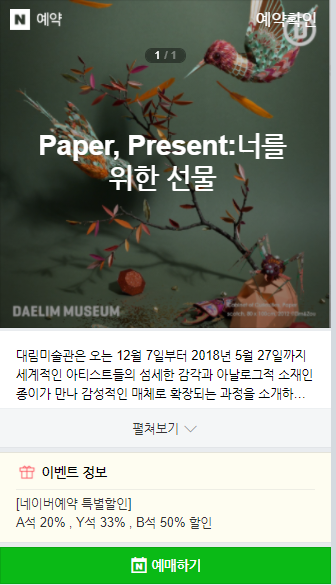 N 예약
예약확인
1 / 1
Paper, Present:너를
위한 선물
DAELIM MUSEUM
대림미술관은 오는 12월 7일부터 2018년 5월 27일까지
세계적인 아티스트들의 섬세한 감각과 아날로그적 소재인
종이가 만나 감성적인 매체로 확장되는 과정을 소개하...
펼쳐보기
이벤트 정보
[네이버예약 특별할인]
A석 20% , Y석 33% , B석 50% 할인
N 예매하기